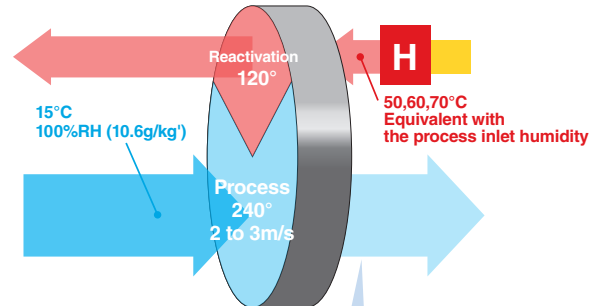 Reactivation
120°
H
15°C
100%RH (10.6g/kg')
50,60,70°C
Equivalent with
the process inlet humidity
Process
240°
2 to 3m/s